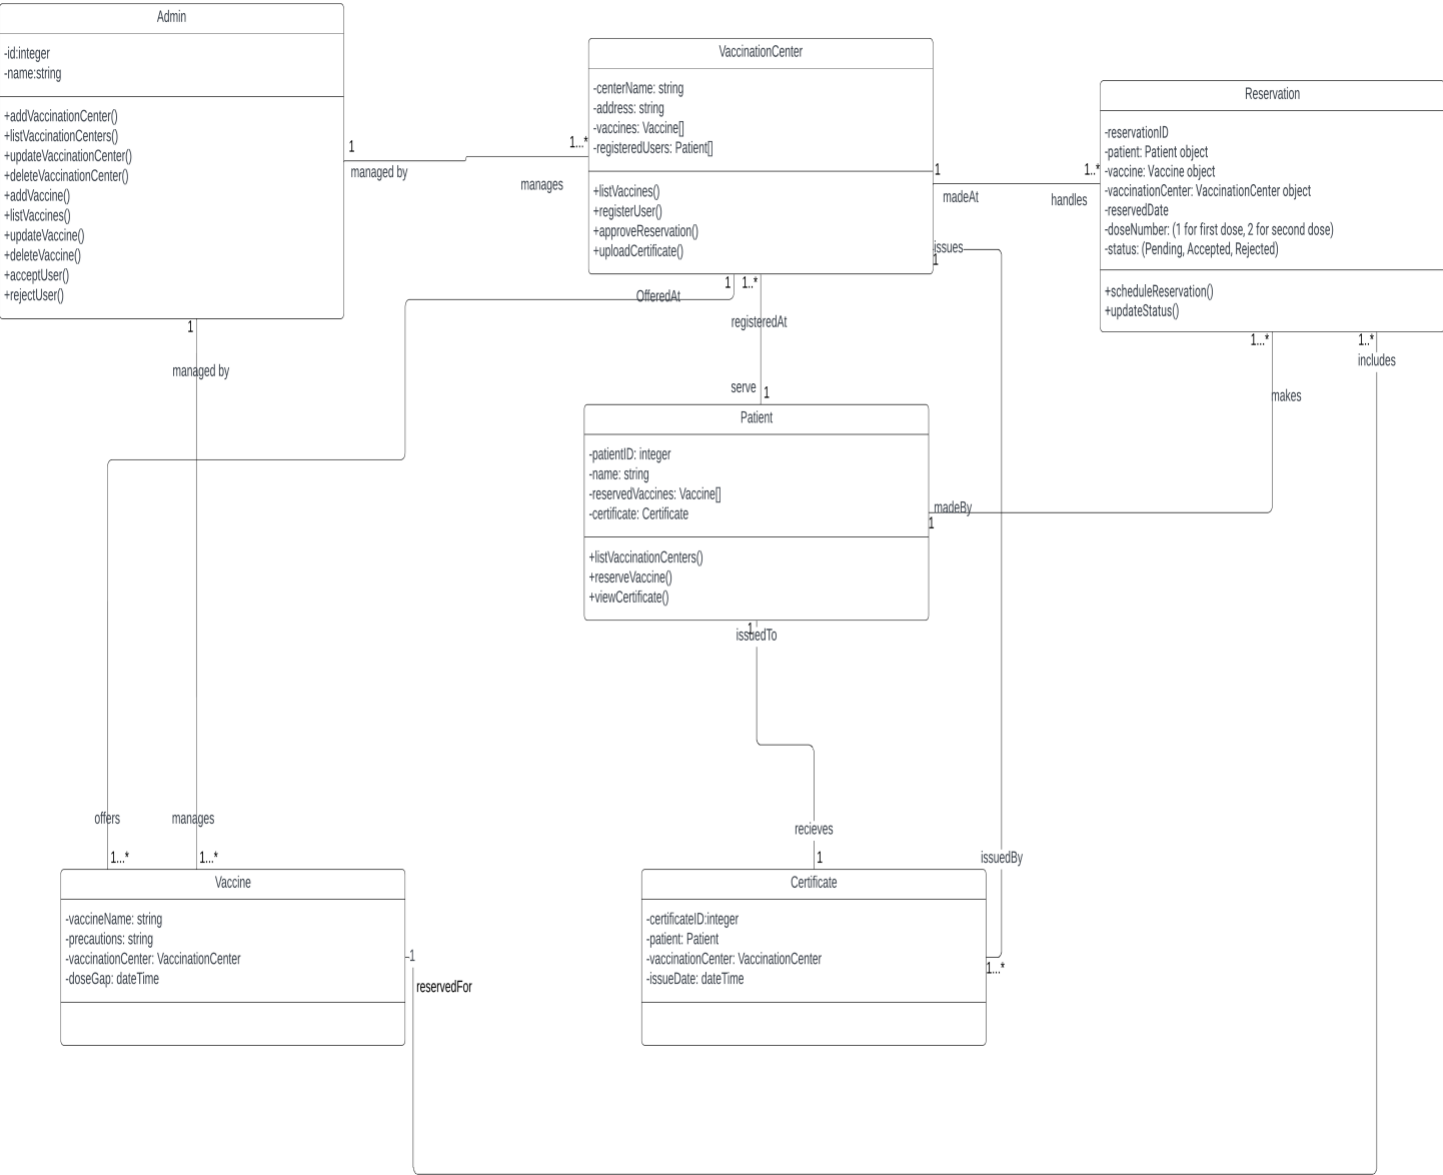 Admin
-id:integer
-name:string
+addVaccinationCenter()
+listVaccinationCenters()
+updateVaccinationCenter()
+deleteVaccinationCenter()
+addVaccine()
+listVaccines()
+updateVaccine()
+deleteVaccine()
+acceptUser()
+rejectUser()
1
managed by
1...*
manages
VaccinationCenter
-centerName: string
-address: string
-vaccines: Vaccine[]
-registeredUsers: Patient[]
+listVaccines()
+registerUser()
+approveReservation()
+uploadCertificate()
1
madeAt
1..*
handles
Reservation
-reservationID
-patient: Patient object
-vaccine: Vaccine object
-vaccinationCenter: VaccinationCenter object
-reservedDate
-doseNumber: (1 for first dose, 2 for second dose)
-status: (Pending, Accepted, Rejected)
+scheduleReservation()
+updateStatus()
issues
1
1
OfferedAt
1..*
registeredAt
serve
1
1
managed by
1...*
makes
1..*
includes
Patient
-patientID: integer
-name: string
-reservedVaccines: Vaccine[]
-certificate: Certificate
+listVaccinationCenters()
+reserveVaccine()
+viewCertificate()
madeBy
1
1
issuedTo
offers
1...*
manages
1...*
recieves
1
issuedBy
1...*
Vaccine
-vaccineName: string
-precautions: string
-vaccinationCenter: VaccinationCenter
-doseGap: dateTime
1
reservedFor
Certificate
-certificateID:integer
-patient: Patient
-vaccinationCenter: VaccinationCenter
-issueDate: dateTime